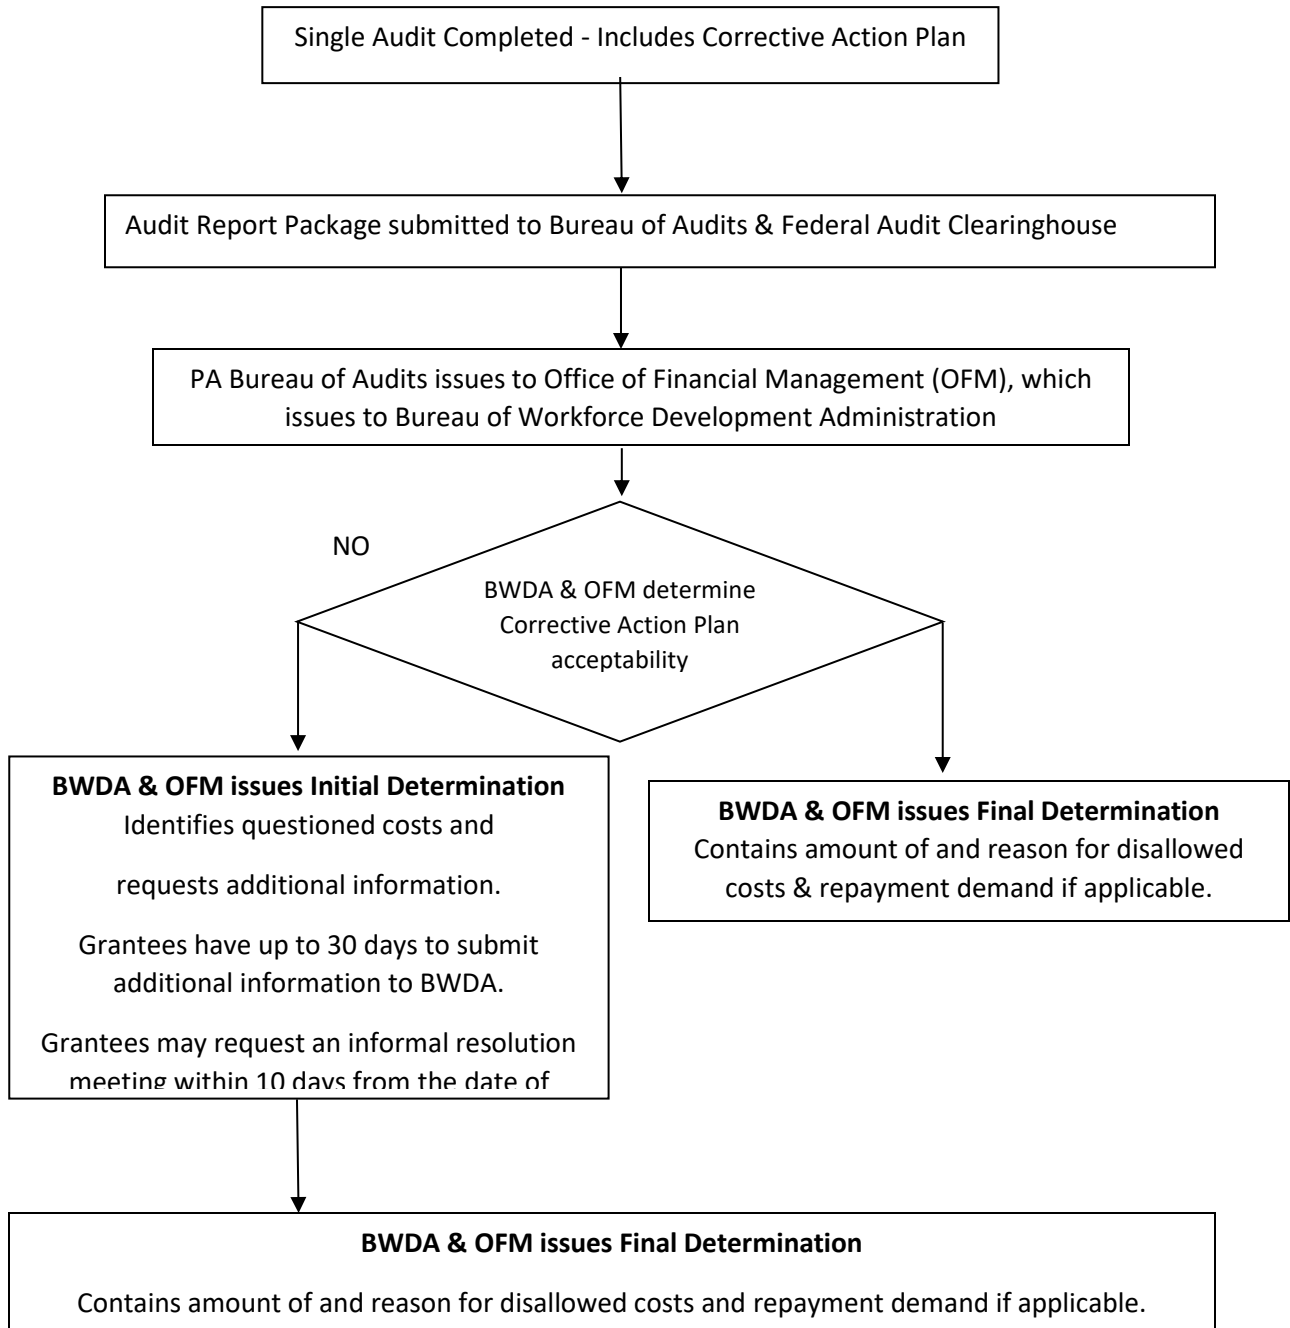 Single Audit Completed - Includes Corrective Action Plan
Audit Report Package submitted to Bureau of Audits & Federal Audit Clearinghouse
PA Bureau of Audits issues to Office of Financial Management (OFM), which
issues to Bureau of Workforce Development Administration
NO
BWDA & OFM determine
Corrective Action Plan
acceptability
BWDA & OFM issues Initial Determination
Identifies questioned costs and
requests additional information.
Grantees have up to 30 days to submit
additional information to BWDA.
Grantees may request an informal resolution
meeting within 10 days from the date of
BWDA & OFM issues Final Determination
Contains amount of and reason for disallowed
costs & repayment demand if applicable.
BWDA & OFM issues Final Determination
Contains amount of and reason for disallowed costs and repayment demand if applicable.